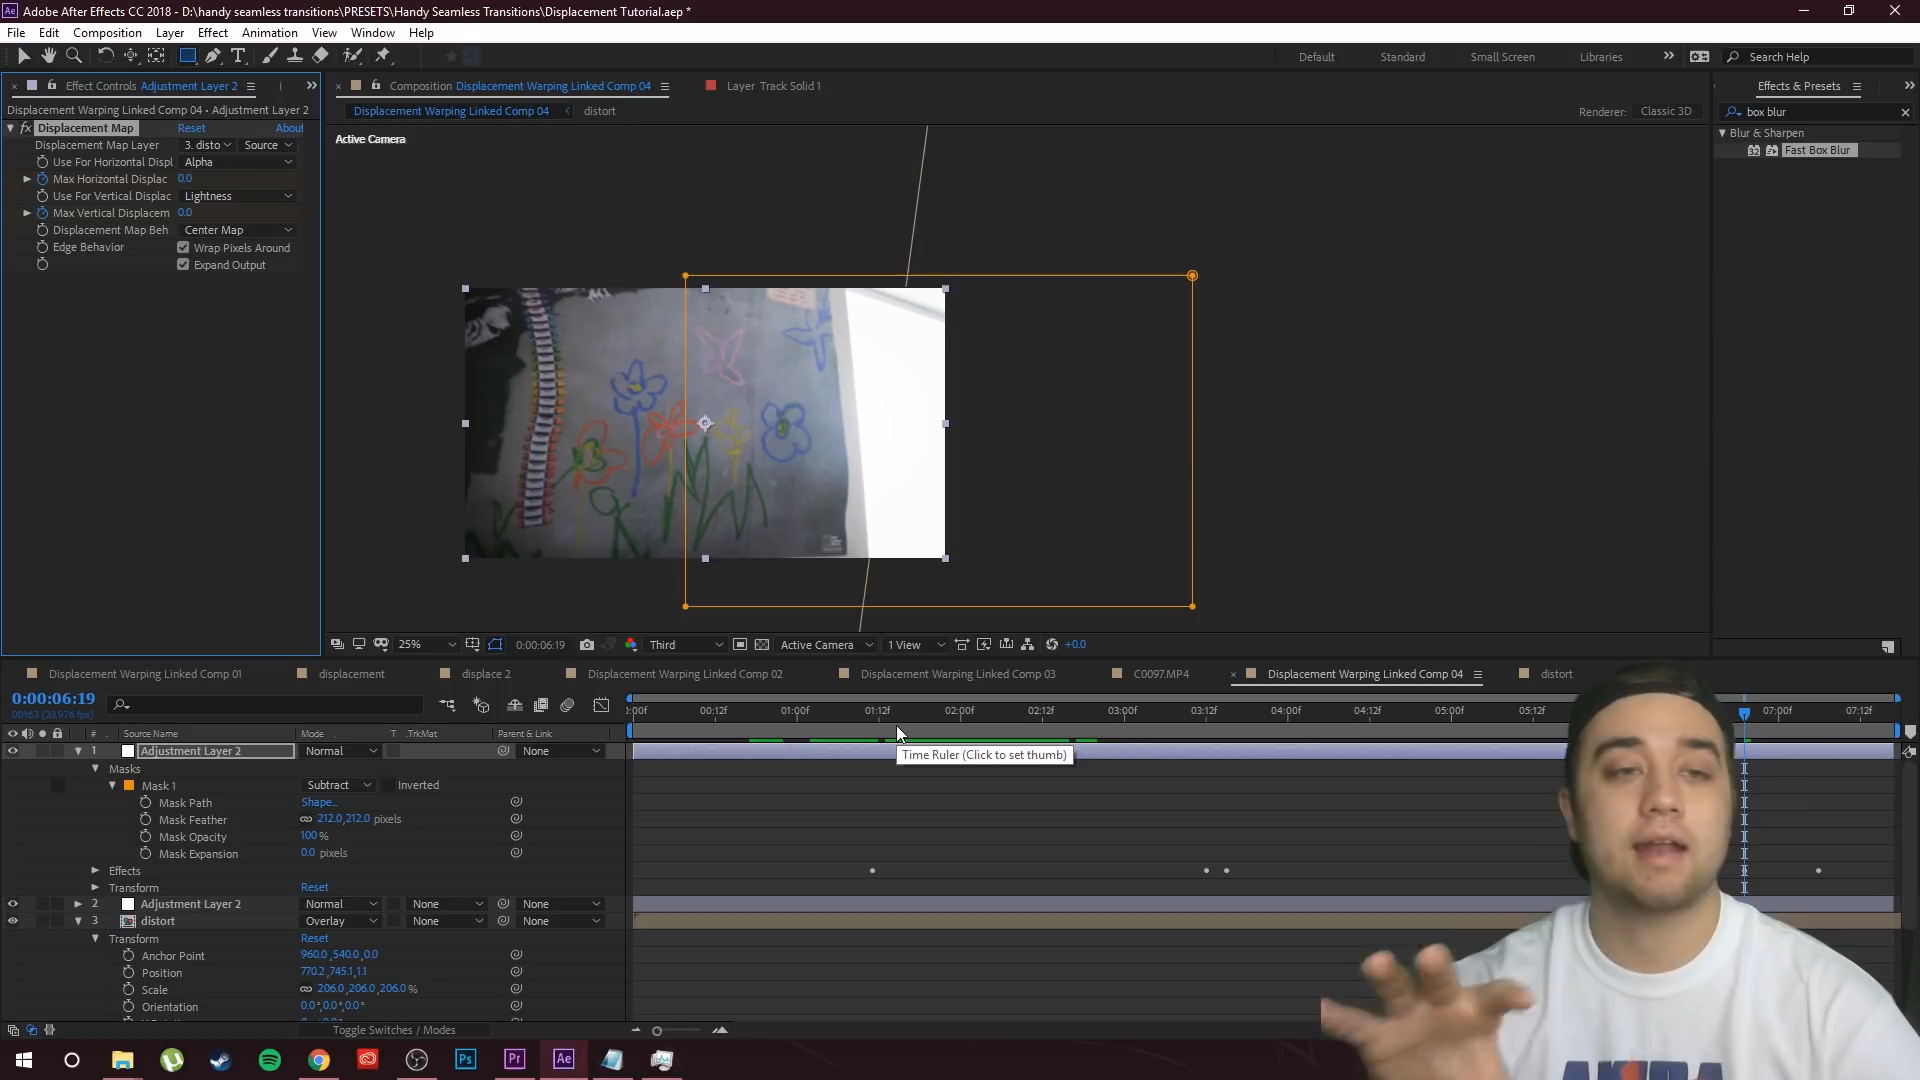 Adobe After Effects CC 2018 - D:\handy seamless transitions\PRESETS\Handy Seamless Transitions\Displacement Tutorial.aep *
File Edit Composition Layer Effect Animation View Window Help
Default Standard Small Screen Libraries Search Help
Effect Controls Adjustment Layer 2
Composition Displacement Warping Linked Comp 04
Layer Track Solid 1
Effects & Presets
Displacement Warping Linked Comp 04 • Adjustment Layer 2
Displacement Warping Linked Comp 04 distort
Renderer: Classic 3D
box blur
fx Displacement Map Reset About
Active Camera
Blur & Sharpen
Displacement Map Layer 3. disto Source
32 Fast Box Blur
Use For Horizontal Displ Alpha
Max Horizontal Displac 0.0
Use For Vertical Displac Lightness
Max Vertical Displacem 0.0
Displacement Map Beh Center Map
Edge Behavior Wrap Pixels Around
Expand Output
25% 0:00:06:19 Third Active Camera 1 View +0.0
Displacement Warping Linked Comp 01 displacement displace 2 Displacement Warping Linked Comp 02 Displacement Warping Linked Comp 03 C0097.MP4 Displacement Warping Linked Comp 04 distort
0:00:06:19
00163 (23.976 fps)
:00f 00:12f 01:00f 01:12f 02:00f 02:12f 03:00f 03:12f 04:00f 04:12f 05:00f 05:12f 07:00f 07:12f
# Source Name Mode T .TrkMat Parent & Link
1 Adjustment Layer 2 Normal None
Time Ruler (Click to set thumb)
Masks
Mask 1 Subtract Inverted
Mask Path Shape...
Mask Feather 212.0,212.0 pixels
Mask Opacity 100 %
Mask Expansion 0.0 pixels
Effects
Transform Reset
2 Adjustment Layer 2 Normal None None
3 distort Overlay None None
Transform Reset
Anchor Point 960.0,540.0,0.0
Position 770.2,745.1,1.1
Scale 206.0,206.0,206.0 %
Orientation 0.0°,0.0°,0.0°
Toggle Switches / Modes
Ps Pr Ae